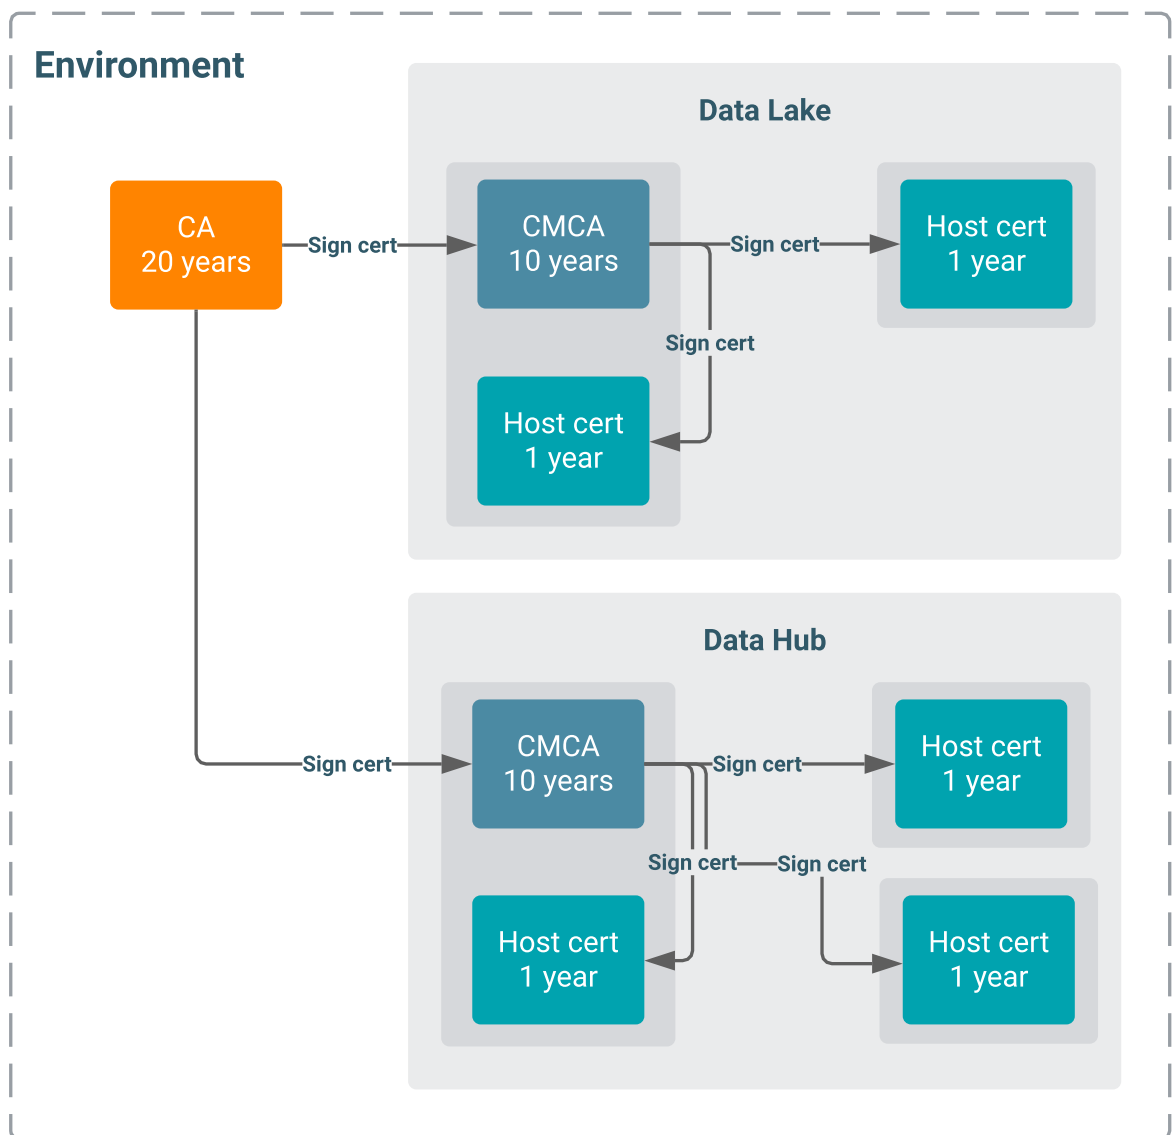 Environment
Data Lake
CA
20 years
Sign cert
CMCA
10 years
Sign cert
Host cert
1 year
Sign cert
Host cert
1 year
Data Hub
Sign cert
CMCA
10 years
Sign cert
Host cert
1 year
Sign cert
Sign cert
Host cert
1 year
Host cert
1 year